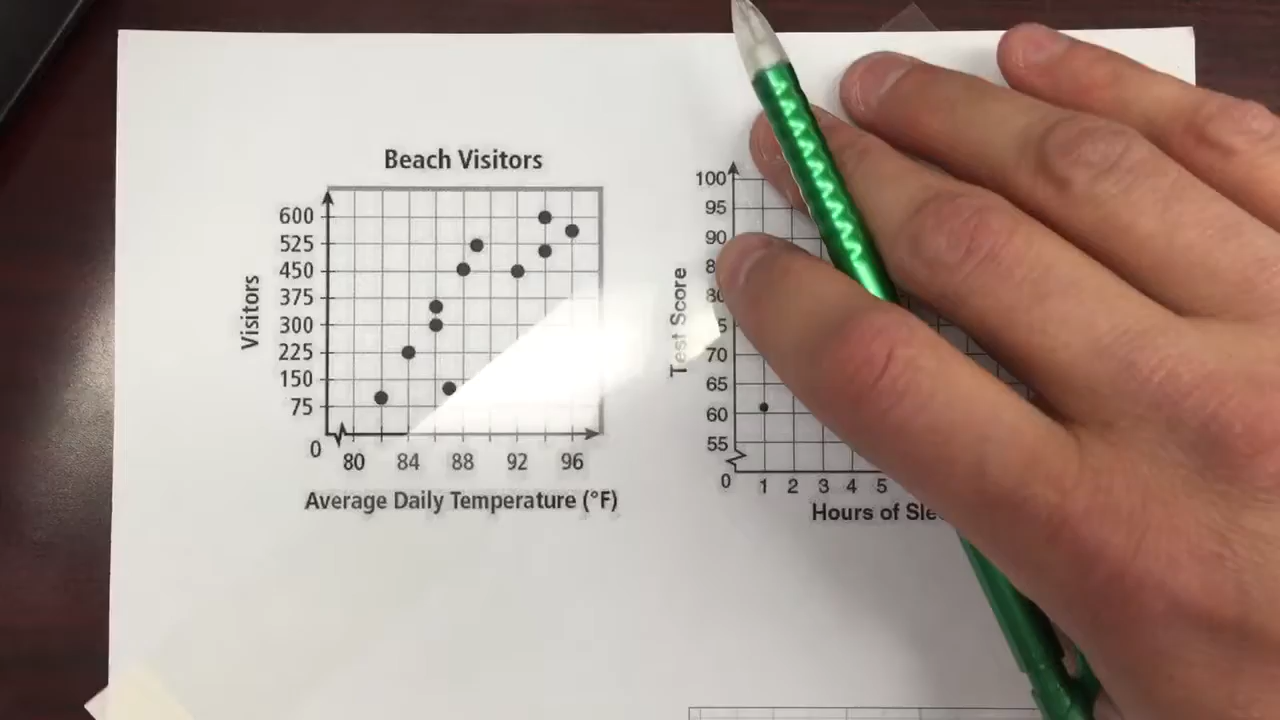 Beach Visitors
600
525
450
375
300
225
150
75
0
Visitors
80 84 88 92 96
Average Daily Temperature (°F)
100
95
90
8
80
75
70
65
60
55
0
Test Score
1 2 3 4 5
Hours of